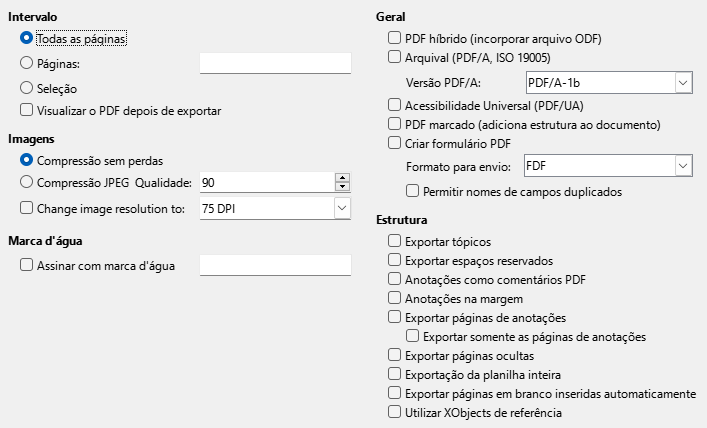 Intervalo
Todas as páginas
Páginas:
Seleção
Visualizar o PDF depois de exportar
Imagens
Compressão sem perdas
Compressão JPEG Qualidade: 90
Change image resolution to: 75 DPI
Marca d'água
Assinar com marca d'água
Geral
PDF híbrido (incorporar arquivo ODF)
Arquival (PDF/A, ISO 19005)
Versão PDF/A: PDF/A-1b
Acessibilidade Universal (PDF/UA)
PDF marcado (adiciona estrutura ao documento)
Criar formulário PDF
Formato para envio: FDF
Permitir nomes de campos duplicados
Estrutura
Exportar tópicos
Exportar espaços reservados
Anotações como comentários PDF
Anotações na margem
Exportar páginas de anotações
Exportar somente as páginas de anotações
Exportar páginas ocultas
Exportação da planilha inteira
Exportar páginas em branco inseridas automaticamente
Utilizar XObjects de referência